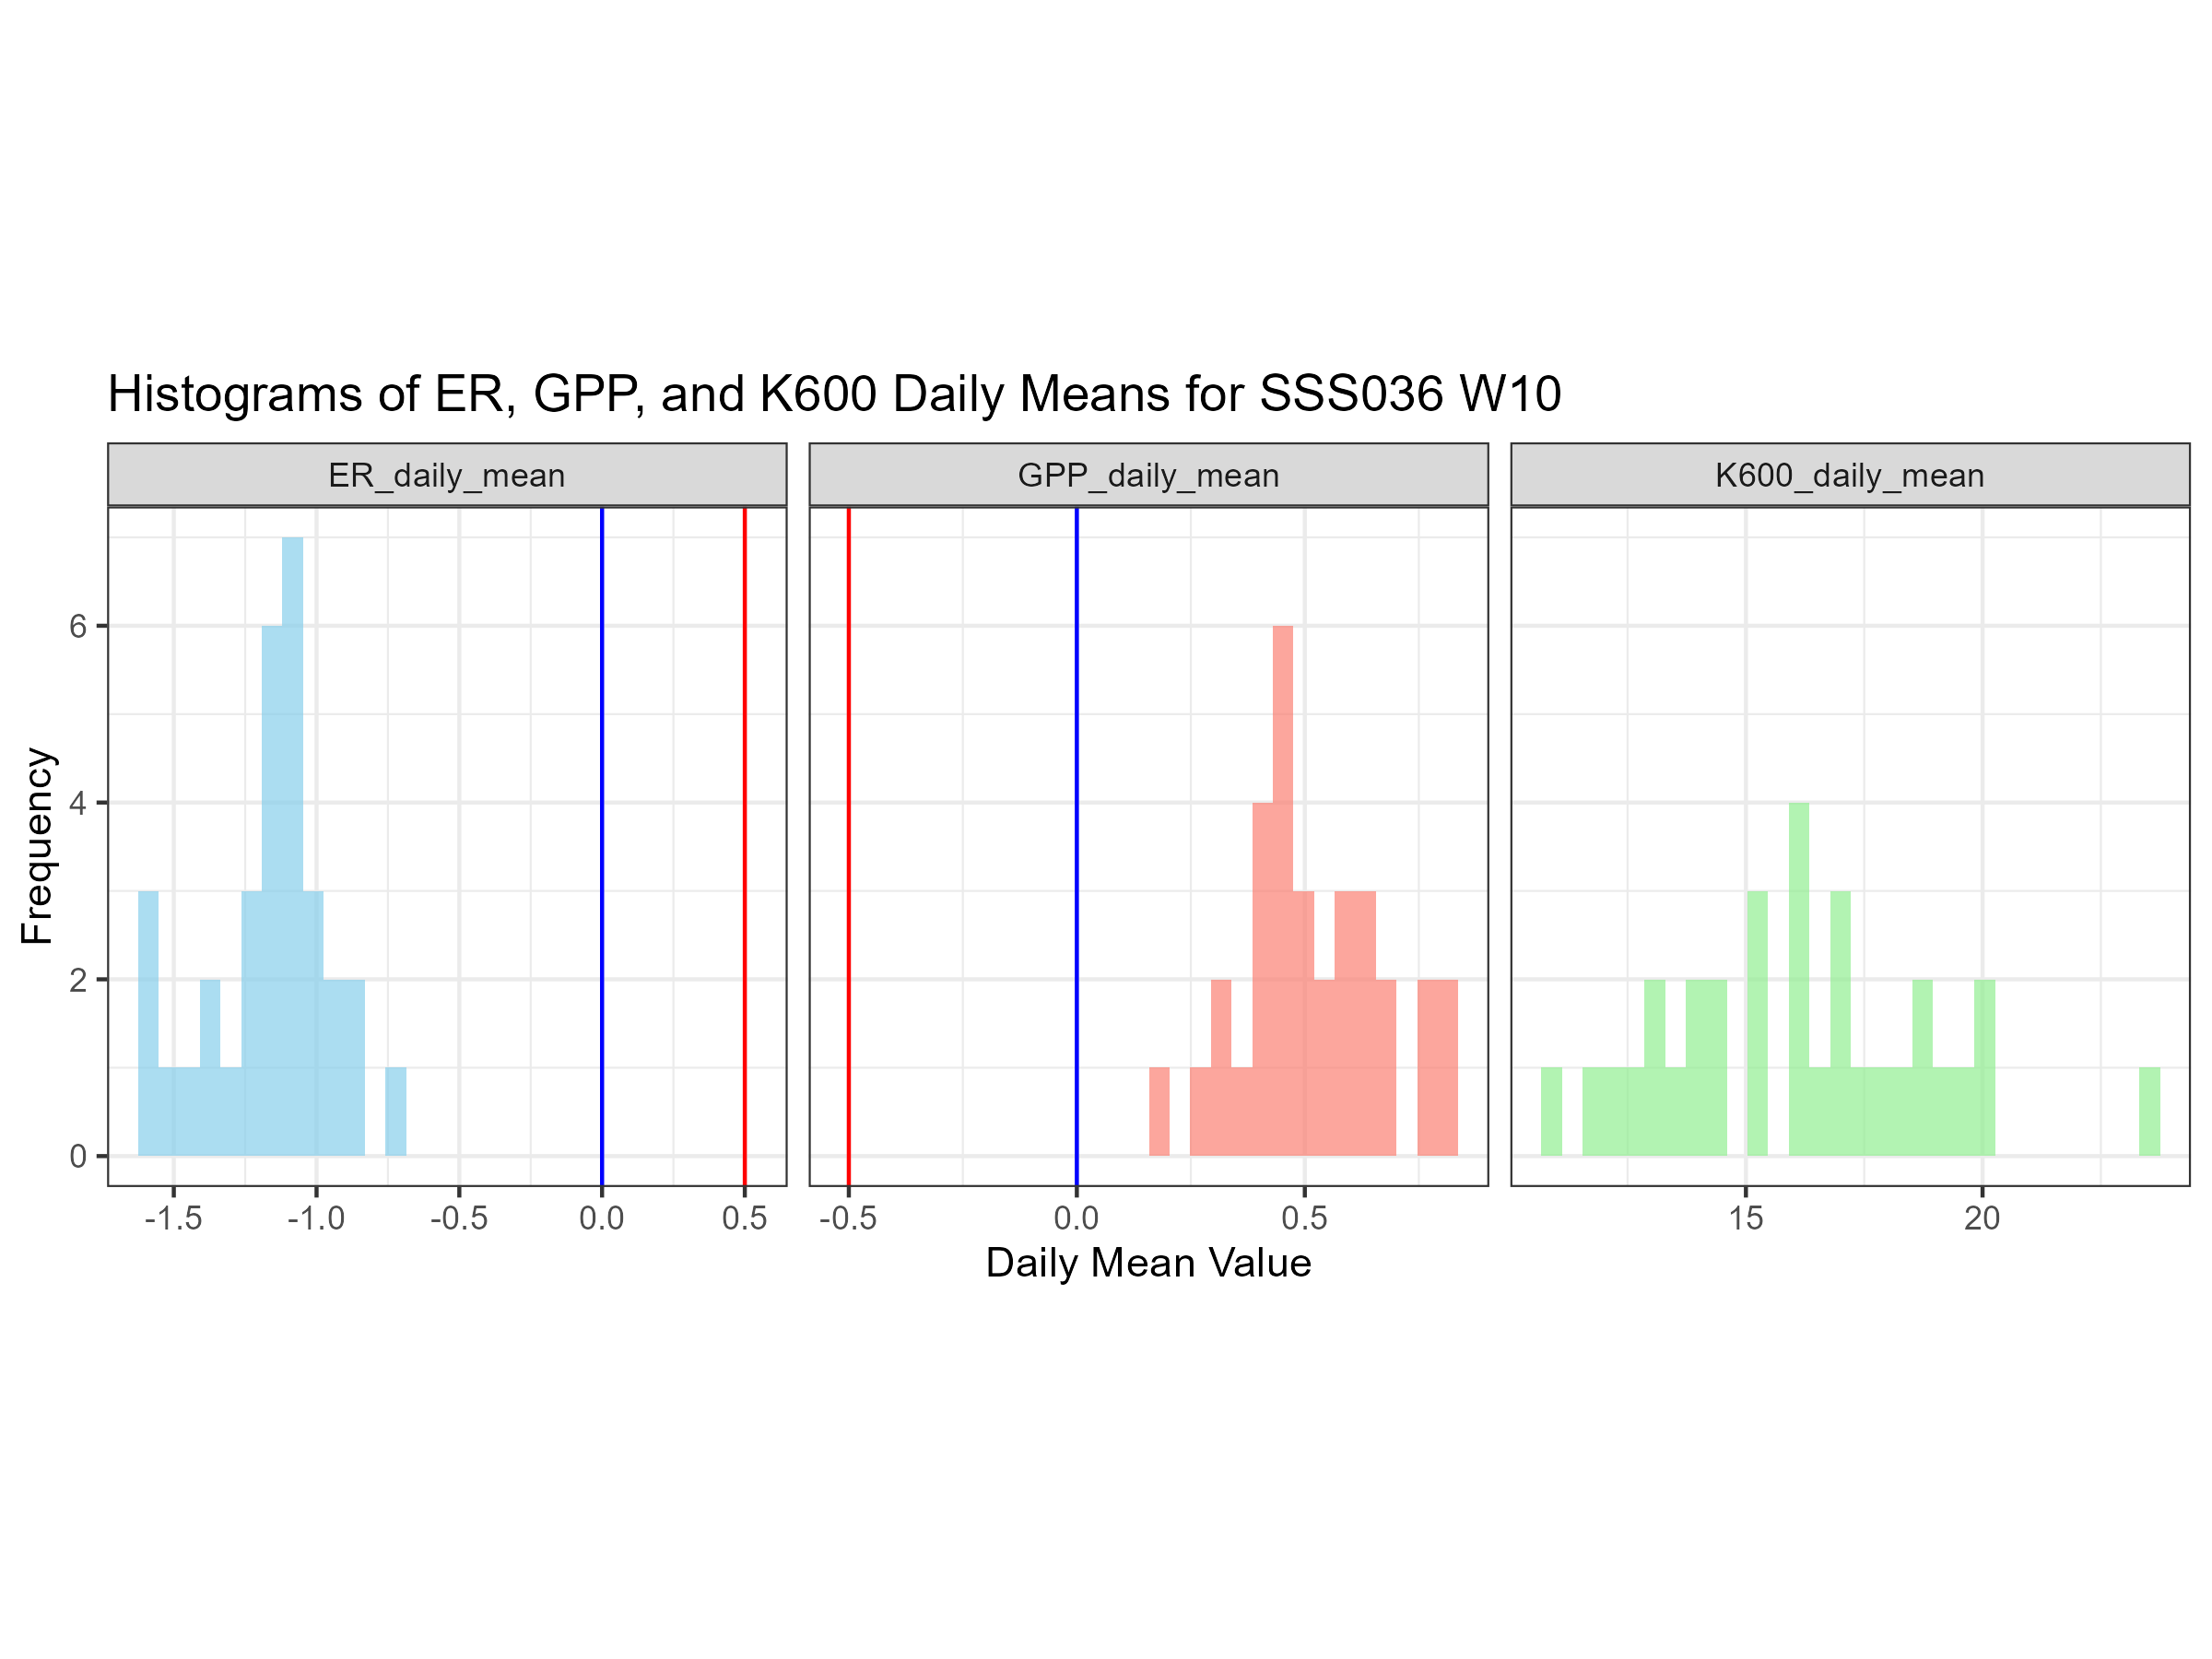 Histograms of ER, GPP, and K600 Daily Means for SSS036 W10
ER_daily_mean
GPP_daily_mean
K600_daily_mean
Frequency
6
4
2
0
-1.5 -1.0 -0.5 0.0 0.5
-0.5 0.0 0.5
15 20
Daily Mean Value